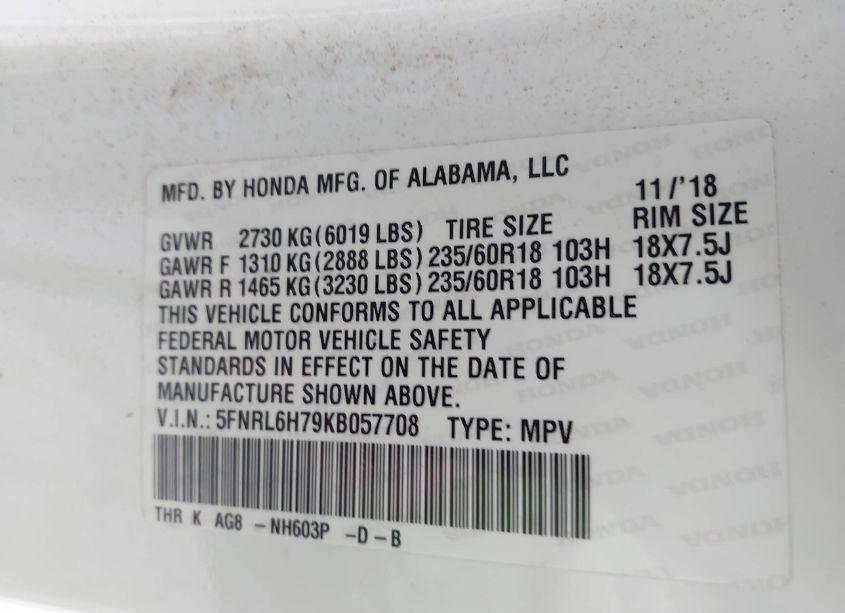 MFD. BY HONDA MFG. OF ALABAMA, LLC 11/'18
GVWR 2730 KG(6019 LBS) TIRE SIZE RIM SIZE
GAWR F 1310 KG(2888 LBS) 235/60R18 103H 18X7.5J
GAWR R 1465 KG(3230 LBS) 235/60R18 103H 18X7.5J
THIS VEHICLE CONFORMS TO ALL APPLICABLE
FEDERAL MOTOR VEHICLE SAFETY
STANDARDS IN EFFECT ON THE DATE OF
MANUFACTURE SHOWN ABOVE.
V.I.N.: 5FNRL6H79KB057708 TYPE: MPV
THR K AG8 -NH603P -D-B